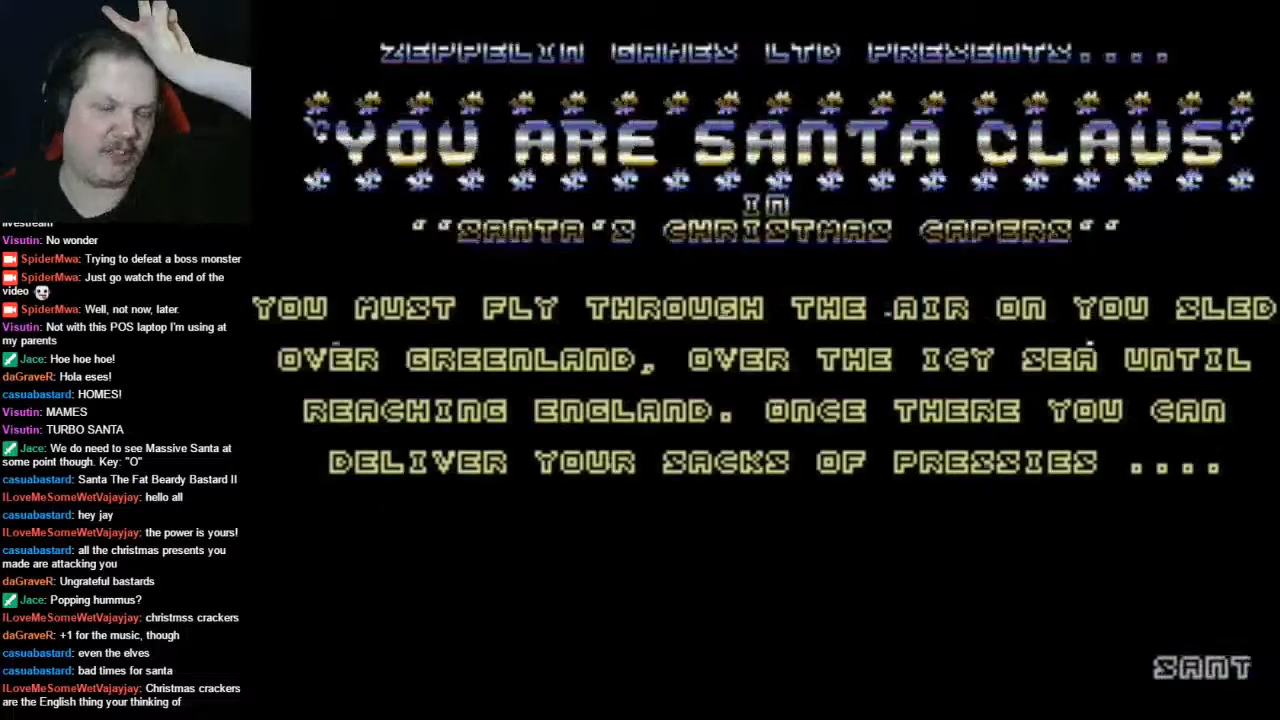 ZEPPELIN GAMES LTD PRESENTS....
"YOU ARE SANTA CLAUS"
IN
""SANTA'S CHRISTMAS CAPERS""
YOU MUST FLY THROUGH THE AIR ON YOU SLED
OVER GREENLAND, OVER THE ICY SEA UNTIL
REACHING ENGLAND. ONCE THERE YOU CAN
DELIVER YOUR SACKS OF PRESSIES ....
SANT
livestream
Visutin: No wonder
SpiderMwa: Trying to defeat a boss monster
SpiderMwa: Just go watch the end of the
video
SpiderMwa: Well, not now, later.
Visutin: Not with this POS laptop I'm using at
my parents
Jace: Hoe hoe hoe!
daGraveR: Hola eses!
casuabastard: HOMES!
Visutin: MAMES
Visutin: TURBO SANTA
Jace: We do need to see Massive Santa at
some point though. Key: "O"
casuabastard: Santa The Fat Beardy Bastard II
ILoveMeSomeWetVajayjay: hello all
casuabastard: hey jay
ILoveMeSomeWetVajayjay: the power is yours!
casuabastard: all the christmas presents you
made are attacking you
daGraveR: Ungrateful bastards
Jace: Popping hummus?
ILoveMeSomeWetVajayjay: christmss crackers
daGraveR: +1 for the music, though
casuabastard: even the elves
casuabastard: bad times for santa
ILoveMeSomeWetVajayjay: Christmas crackers
are the English thing your thinking of